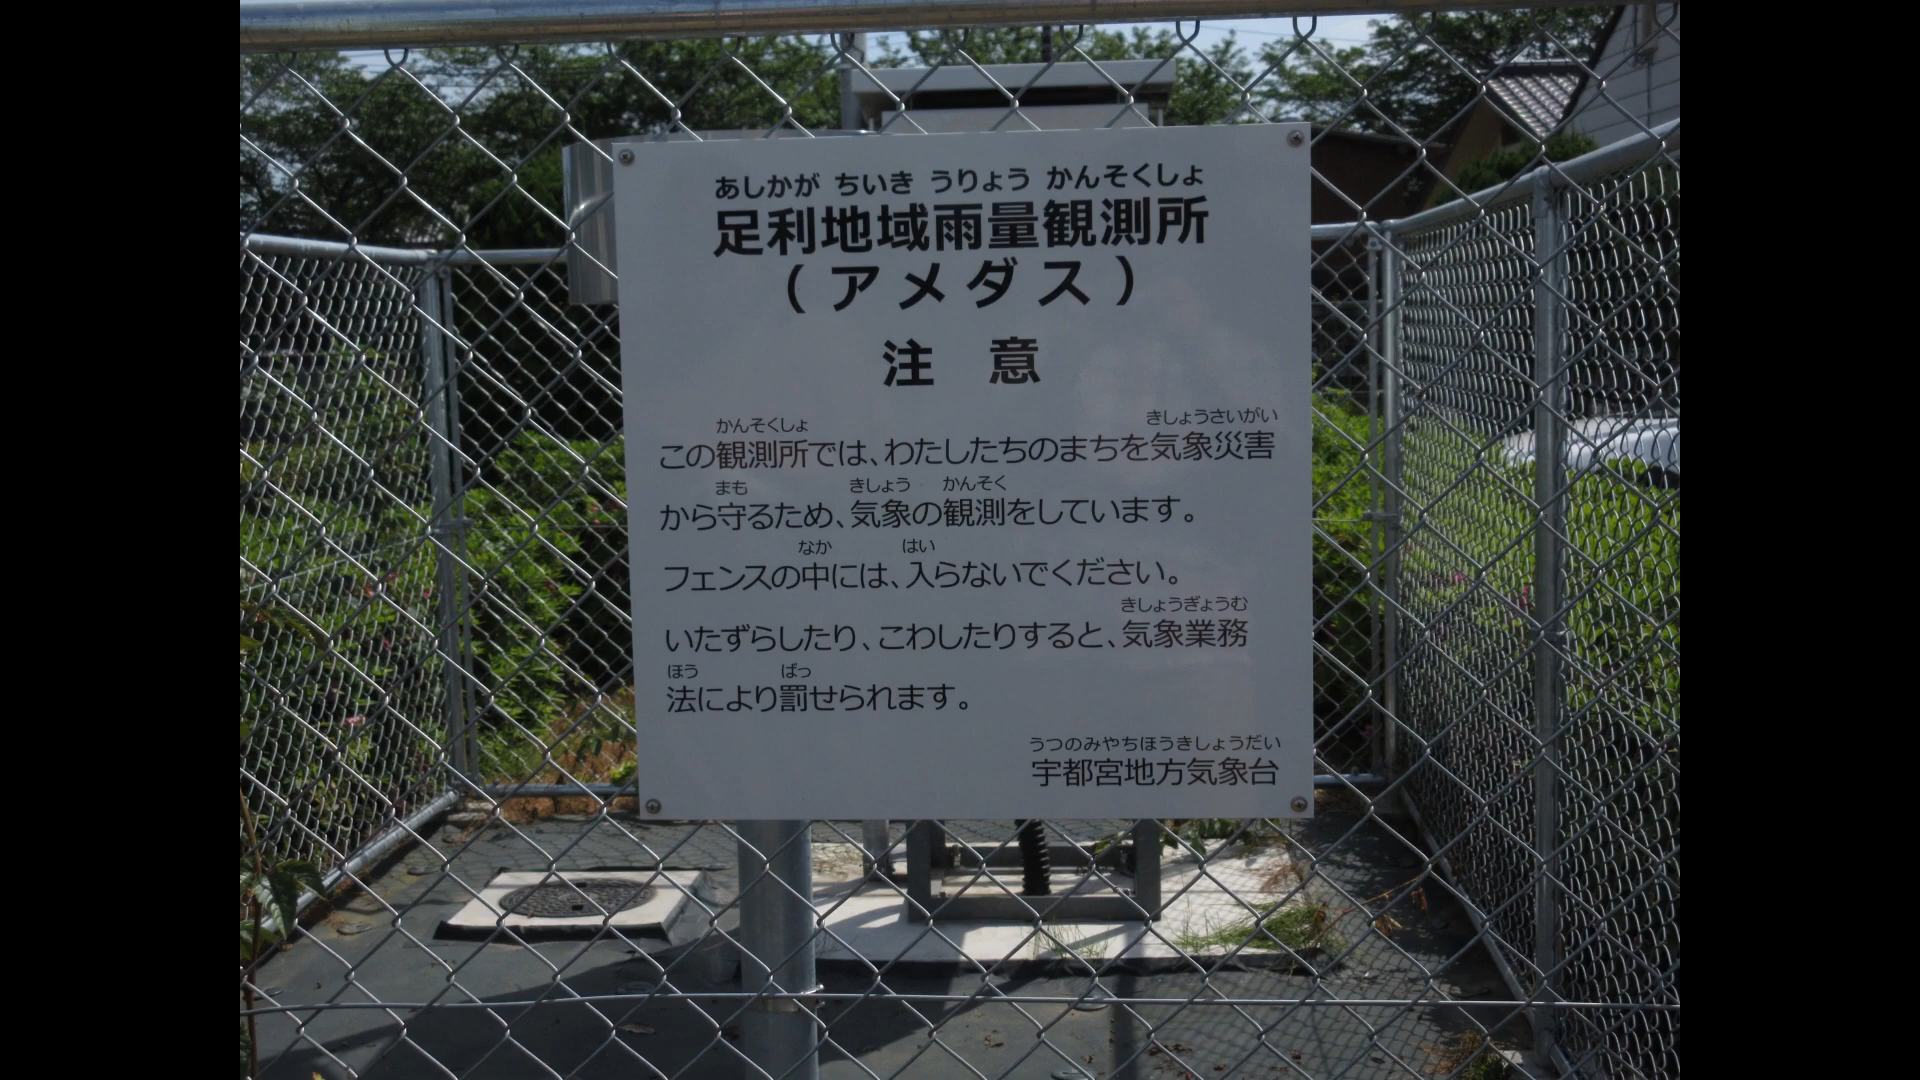 あしかが ちいき うりょう かんそくしょ
足利地域雨量観測所
(アメダス)
注 意
かんそくしょ きしょうさいがい
この観測所では、わたしたちのまちを気象災害
まも きしょう かんそく
から守るため、気象の観測をしています。
なか はい
フェンスの中には、入らないでください。
きしょうぎょうむ
いたずらしたり、こわしたりすると、気象業務
ほう ばっ
法により罰せられます。
うつのみやちほうきしょうだい
宇都宮地方気象台